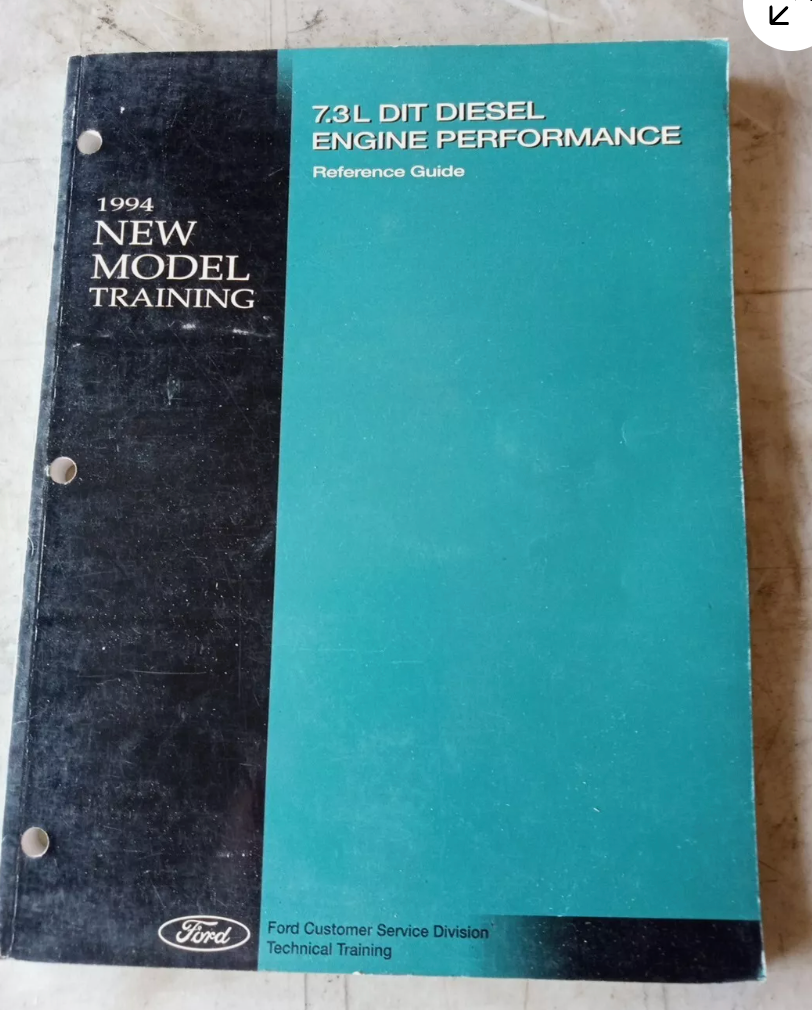 7.3L DIT DIESEL
ENGINE PERFORMANCE
Reference Guide
1994
NEW
MODEL
TRAINING
Ford
Ford Customer Service Division
Technical Training